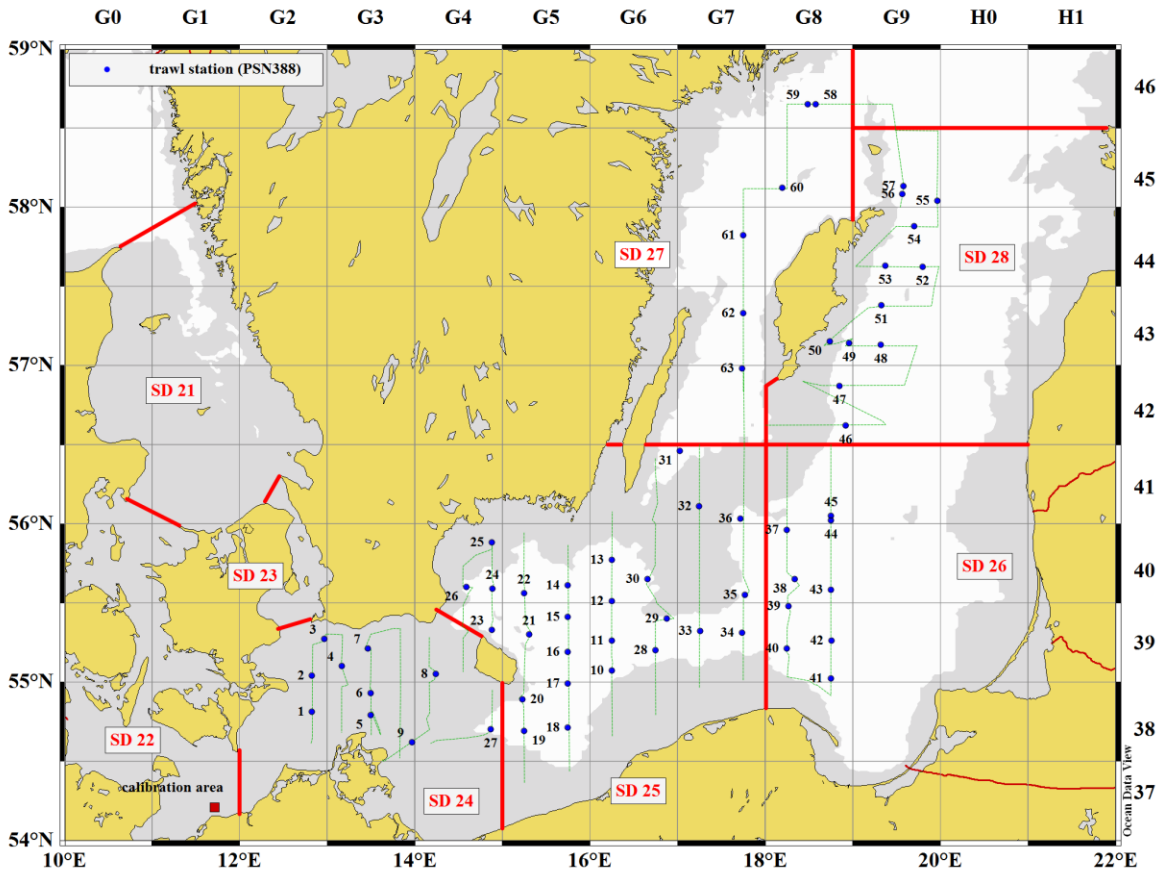 G0 G1 G2 G3 G4 G5 G6 G7 G8 G9 H0 H1
59°N
trawl station (PSN388)
59 58
46
60
57
56
55
45
58°N
61
54
SD 27
SD 28
53 52
44
62
51
50 49 48
43
57°N
63
SD 21
47
46
42
31
32
36
45
44
41
56°N
37
25
13
24 22 14
30
SD 23
26
38 43
SD 26
40
12
35
39
3 7
23 21 15
29
33 34
4
11
28
42
39
2
8
16
10
40
55°N
6
17
41
1
5
20
18
9
27 19
SD 22
38
calibration area
SD 24
SD 25
37
54°N
10°E 12°E 14°E 16°E 18°E 20°E 22°E
Ocean Data View